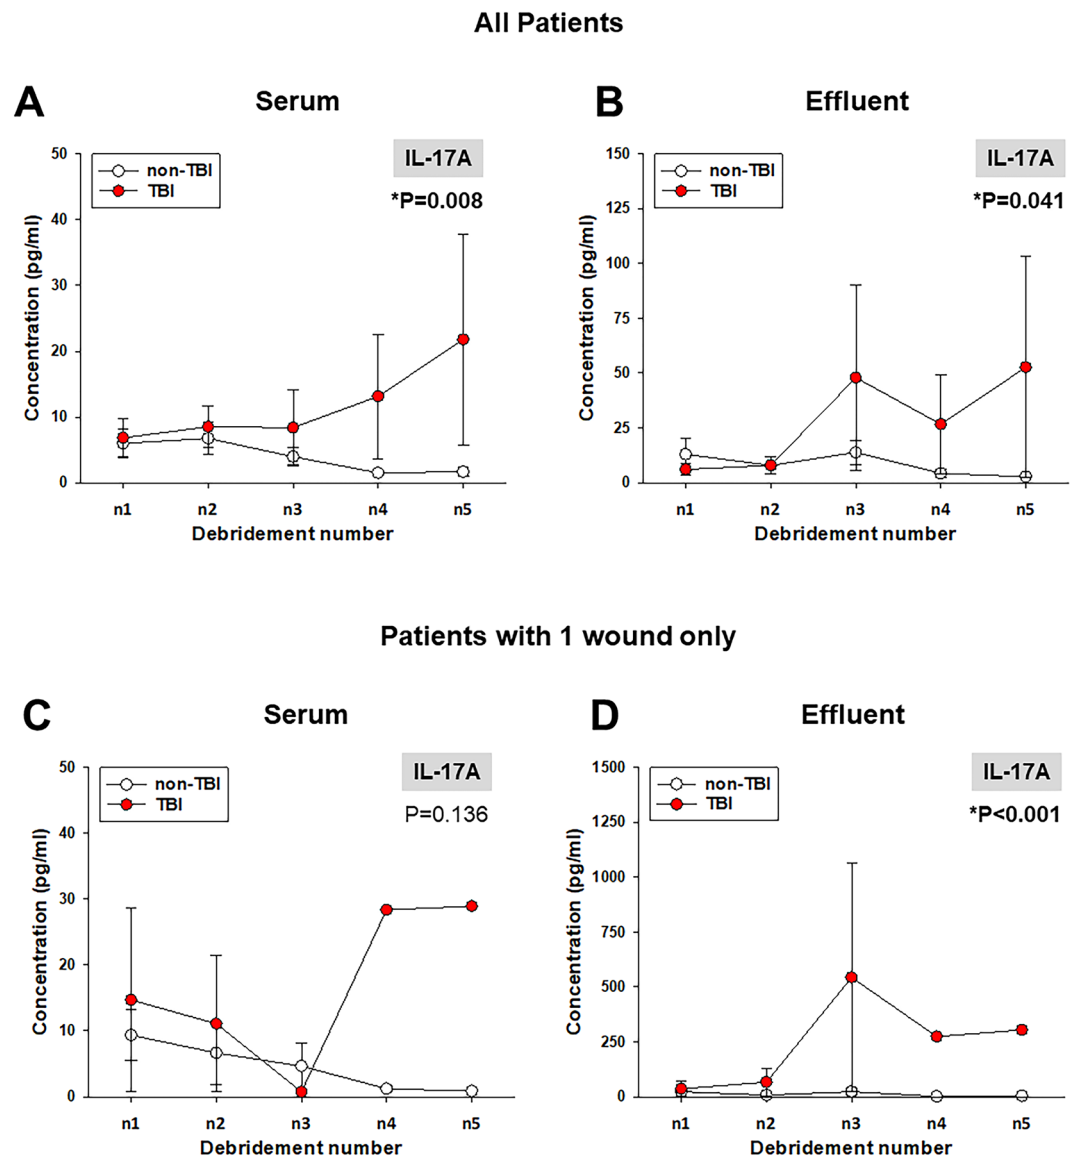 All Patients
A
Serum
non-TBI
TBI
IL-17A
*P=0.008
Concentration (pg/ml)
50
40
30
20
10
0
n1 n2 n3 n4 n5
Debridement number
B
Effluent
non-TBI
TBI
IL-17A
*P=0.041
Concentration (pg/ml)
150
125
100
75
50
25
0
n1 n2 n3 n4 n5
Debridement number
Patients with 1 wound only
C
Serum
non-TBI
TBI
IL-17A
P=0.136
Concentration (pg/ml)
50
40
30
20
10
0
n1 n2 n3 n4 n5
Debridement number
D
Effluent
non-TBI
TBI
IL-17A
*P<0.001
Concentration (pg/ml)
1500
1250
1000
750
500
250
0
n1 n2 n3 n4 n5
Debridement number